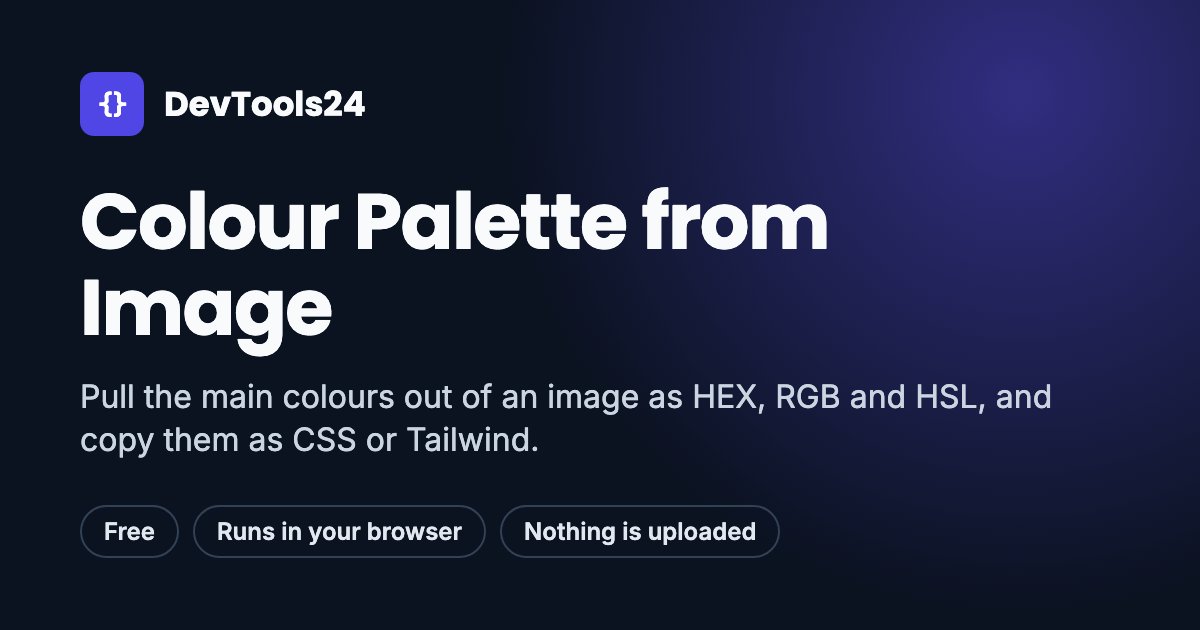 {}
DevTools24
Colour Palette from
Image
Pull the main colours out of an image as HEX, RGB and HSL, and
copy them as CSS or Tailwind.
Free
Runs in your browser
Nothing is uploaded